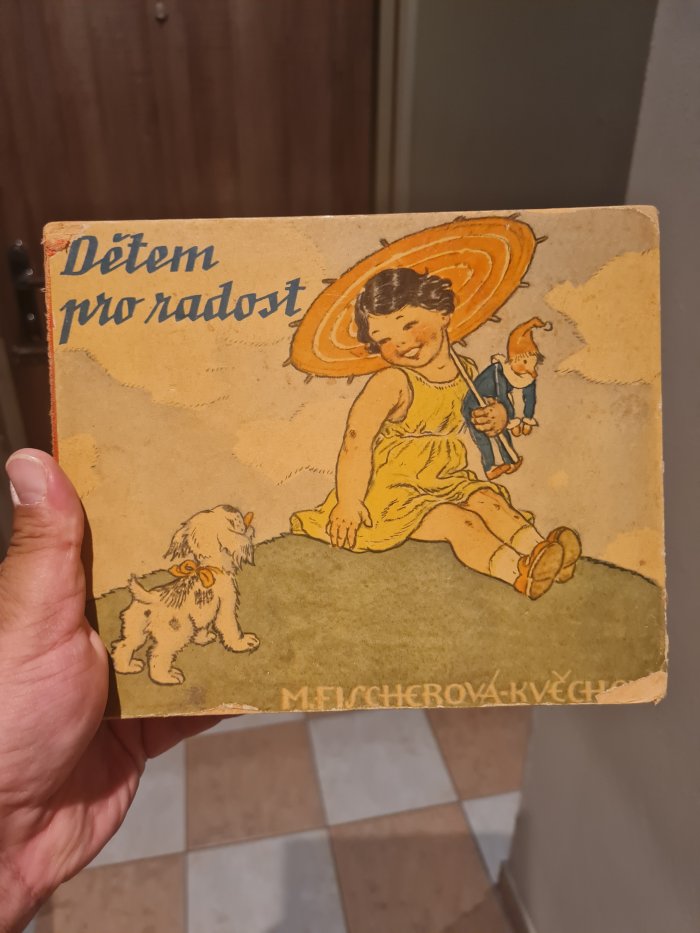 Dětem
pro radost
M. FISCHEROVÁ-KVĚCH